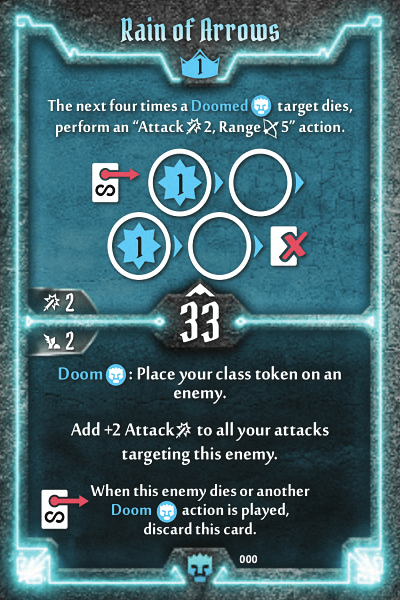 Rain of Arrows
1
The next four times a Doomed target dies,
perform an “Attack 2, Range 5” action.
1
1
2
33
2
Doom : Place your class token on an
enemy.
Add +2 Attack to all your attacks
targeting this enemy.
When this enemy dies or another
Doom action is played,
discard this card.
000